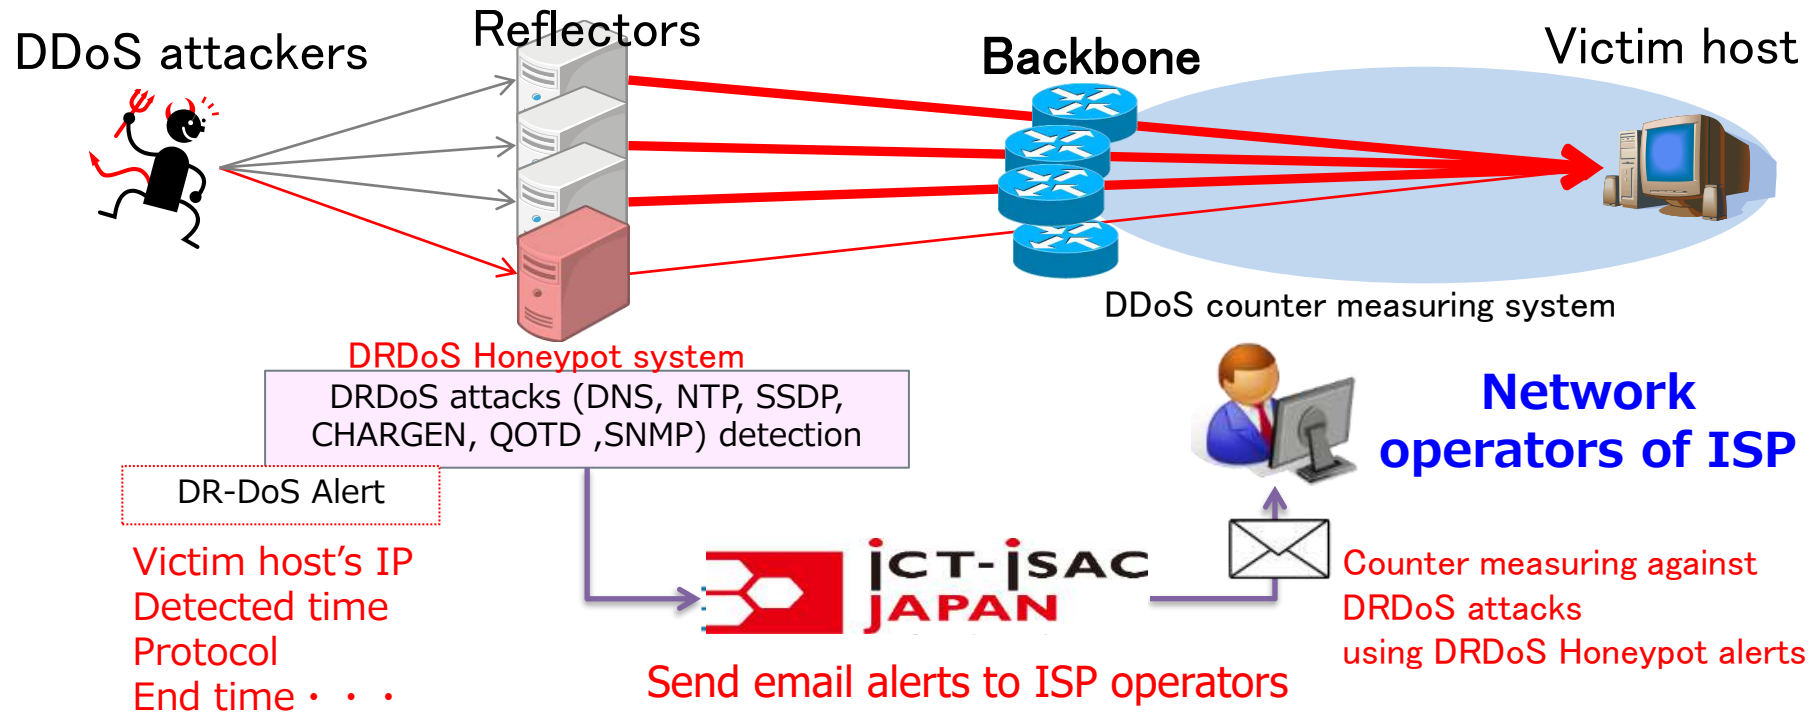 DDoS attackers
Reflectors
Backbone
Victim host
DDoS counter measuring system
DRDoS Honeypot system
DRDoS attacks (DNS, NTP, SSDP,
CHARGEN, QOTD ,SNMP) detection
DR-DoS Alert
Victim host’s IP
Detected time
Protocol
End time・・・
ICT-ISAC
JAPAN
Send email alerts to ISP operators
Network
operators of ISP
Counter measuring against
DRDoS attacks
using DRDoS Honeypot alerts